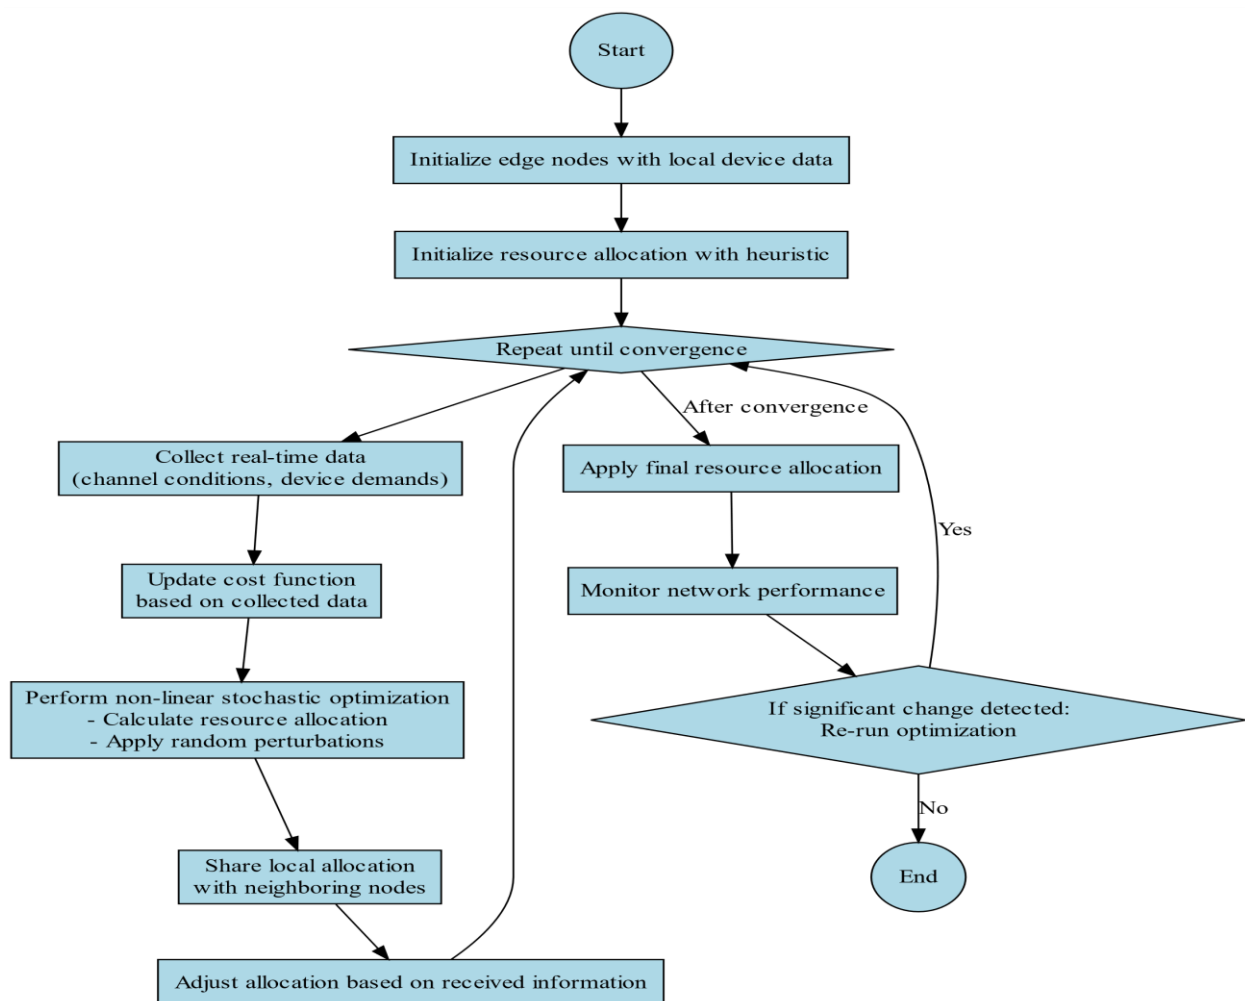 Start
Initialize edge nodes with local device data
Initialize resource allocation with heuristic
Repeat until convergence
After convergence
Collect real-time data
(channel conditions, device demands)
Update cost function
based on collected data
Perform non-linear stochastic optimization
- Calculate resource allocation
- Apply random perturbations
Share local allocation
with neighboring nodes
Adjust allocation based on received information
Apply final resource allocation
Monitor network performance
Yes
If significant change detected:
Re-run optimization
No
End